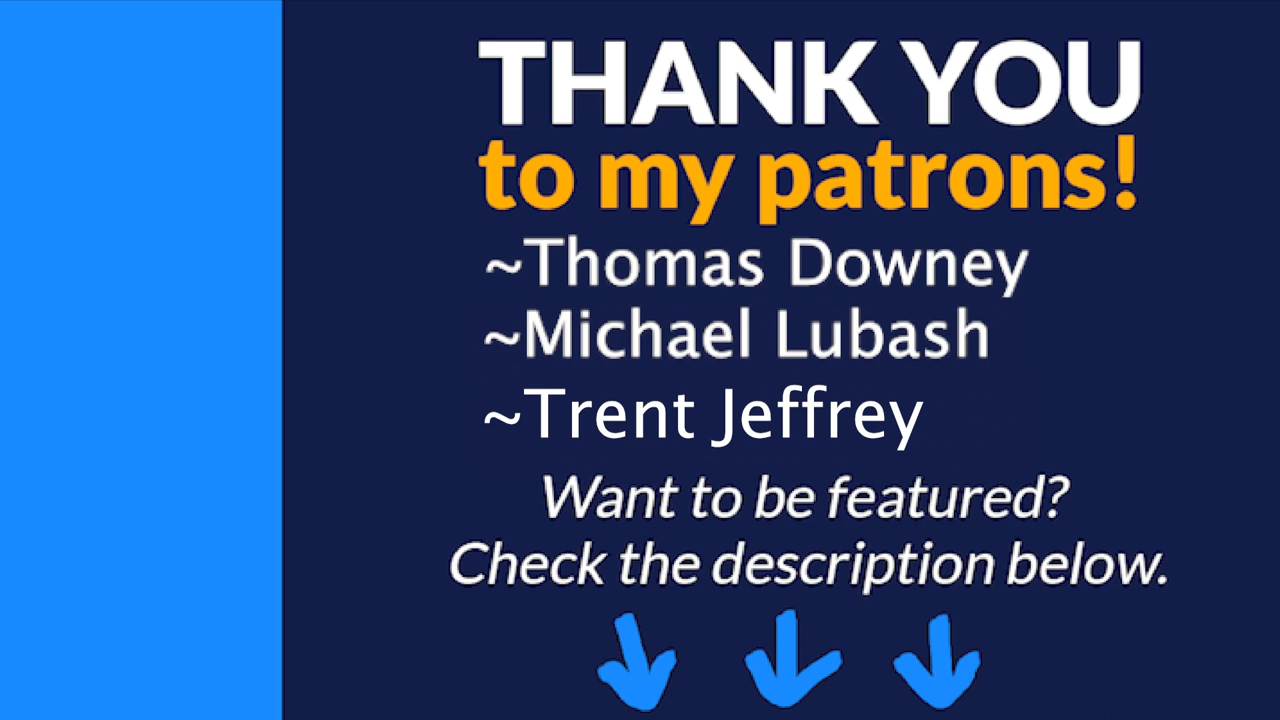 THANK YOU
to my patrons!
~Thomas Downey
~Michael Lubash
~Trent Jeffrey
Want to be featured?
Check the description below.